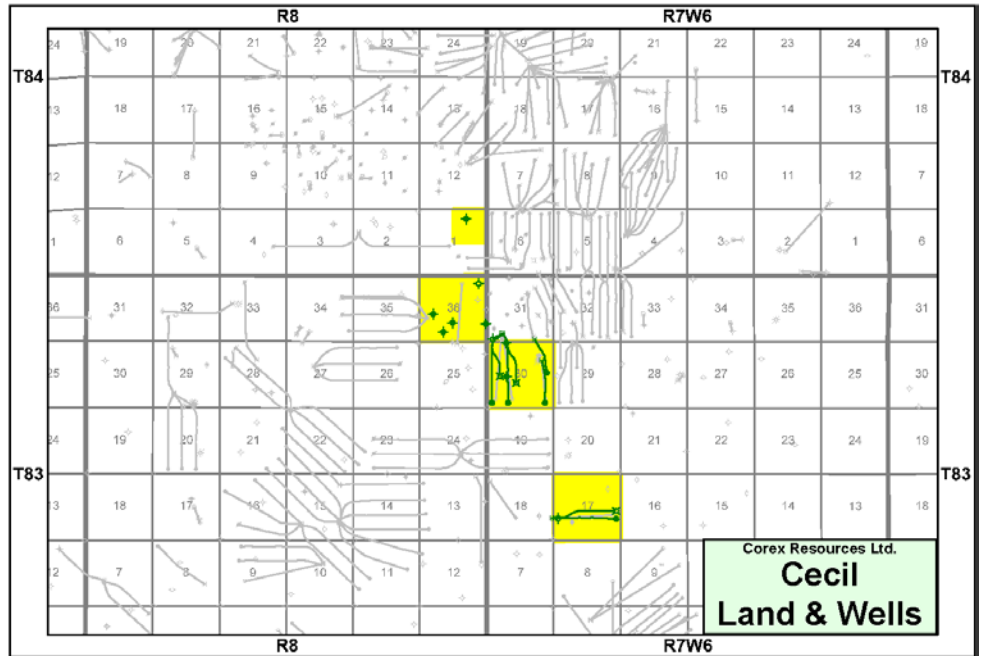 R8 R7W6
24 19 20 21 22 23 24 19 20 21 22 23 24 19
T84 T84
13 18 17 16 15 14 13 18 17 16 15 14 13 18
12 7 8 9 10 11 12 7 8 9 10 11 12 7
1 6 5 4 3 2 1 6 5 4 3 2 1 6
36 31 32 33 34 35 36 31 32 33 34 35 36 31
25 30 29 28 27 26 25 30 29 28 27 26 25 30
24 19 20 21 22 23 24 19 20 21 22 23 24 19
T83 T83
13 18 17 16 15 14 13 18 17 16 15 14 13 18
12 7 8 9 10 11 12 7 8 9
Corex Resources Ltd.
Cecil
Land & Wells
R8 R7W6